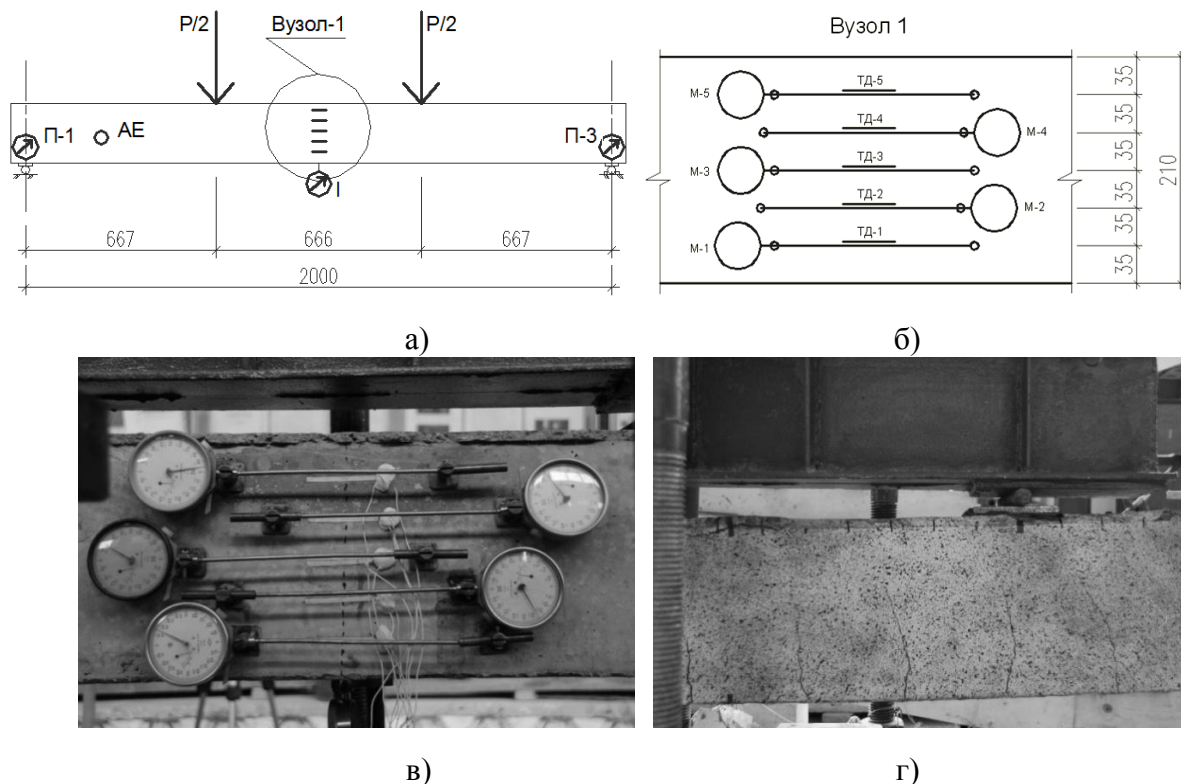 P/2
P/2
Вузол-1
П-1
АЕ
П-3
І
667
666
667
2000
а)
Вузол 1
М-5
ТД-5
ТД-4
М-4
М-3
ТД-3
ТД-2
М-2
М-1
ТД-1
35
35
35
35
35
35
210
б)
в)
г)